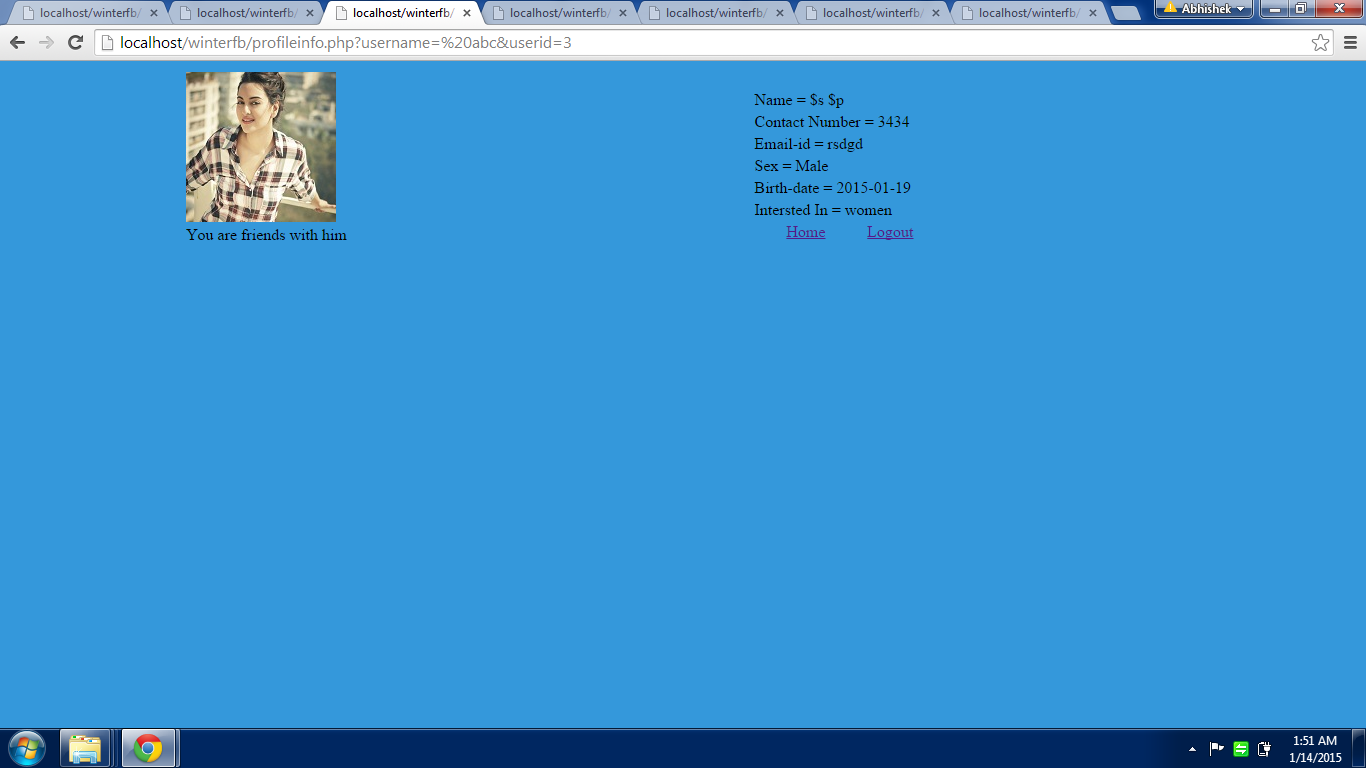 localhost/winterfb/ localhost/winterfb/ localhost/winterfb/ localhost/winterfb/ localhost/winterfb/ localhost/winterfb/ localhost/winterfb/ Abhishek
localhost/winterfb/profileinfo.php?username=%20abc&userid=3
Name = $s $p
Contact Number = 3434
Email-id = rsdgd
Sex = Male
Birth-date = 2015-01-19
Intersted In = women
Home Logout
You are friends with him
1:51 AM
1/14/2015